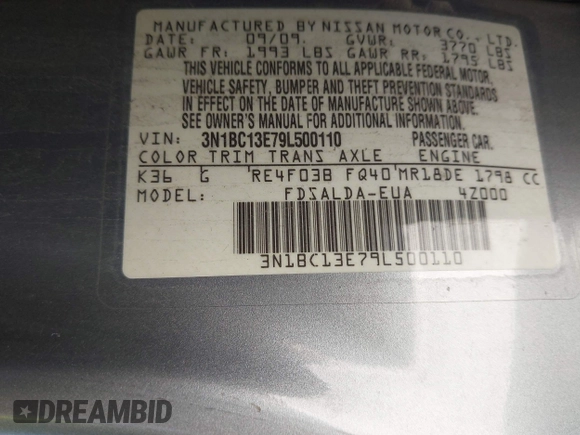 MANUFACTURED BY NISSAN MOTOR CO., LTD.
DATE: 09/09. GVWR: 3770 LBI
GAWR FR: 1993 LBS GAWR RR: 1795 LBI
THIS VEHICLE CONFORMS TO ALL APPLICABLE FEDERAL MOTOR
VEHICLE SAFETY, BUMPER AND THEFT PREVENTION STANDARDS
IN EFFECT ON THE DATE OF MANUFACTURE SHOWN ABOVE.
SEE OWNER'S MANUAL FOR ADDITIONAL INFORMATION.
VIN: 3N1BC13E79L500110 PASSENGER CAR.
COLOR TRIM TRANS AXLE ENGINE
K36 G RE4F03B FQ40 MR18DE 1798 CC
MODEL: FDSALDA-EUA 4Z000
3N1BC13E79L500110
DREAMBID